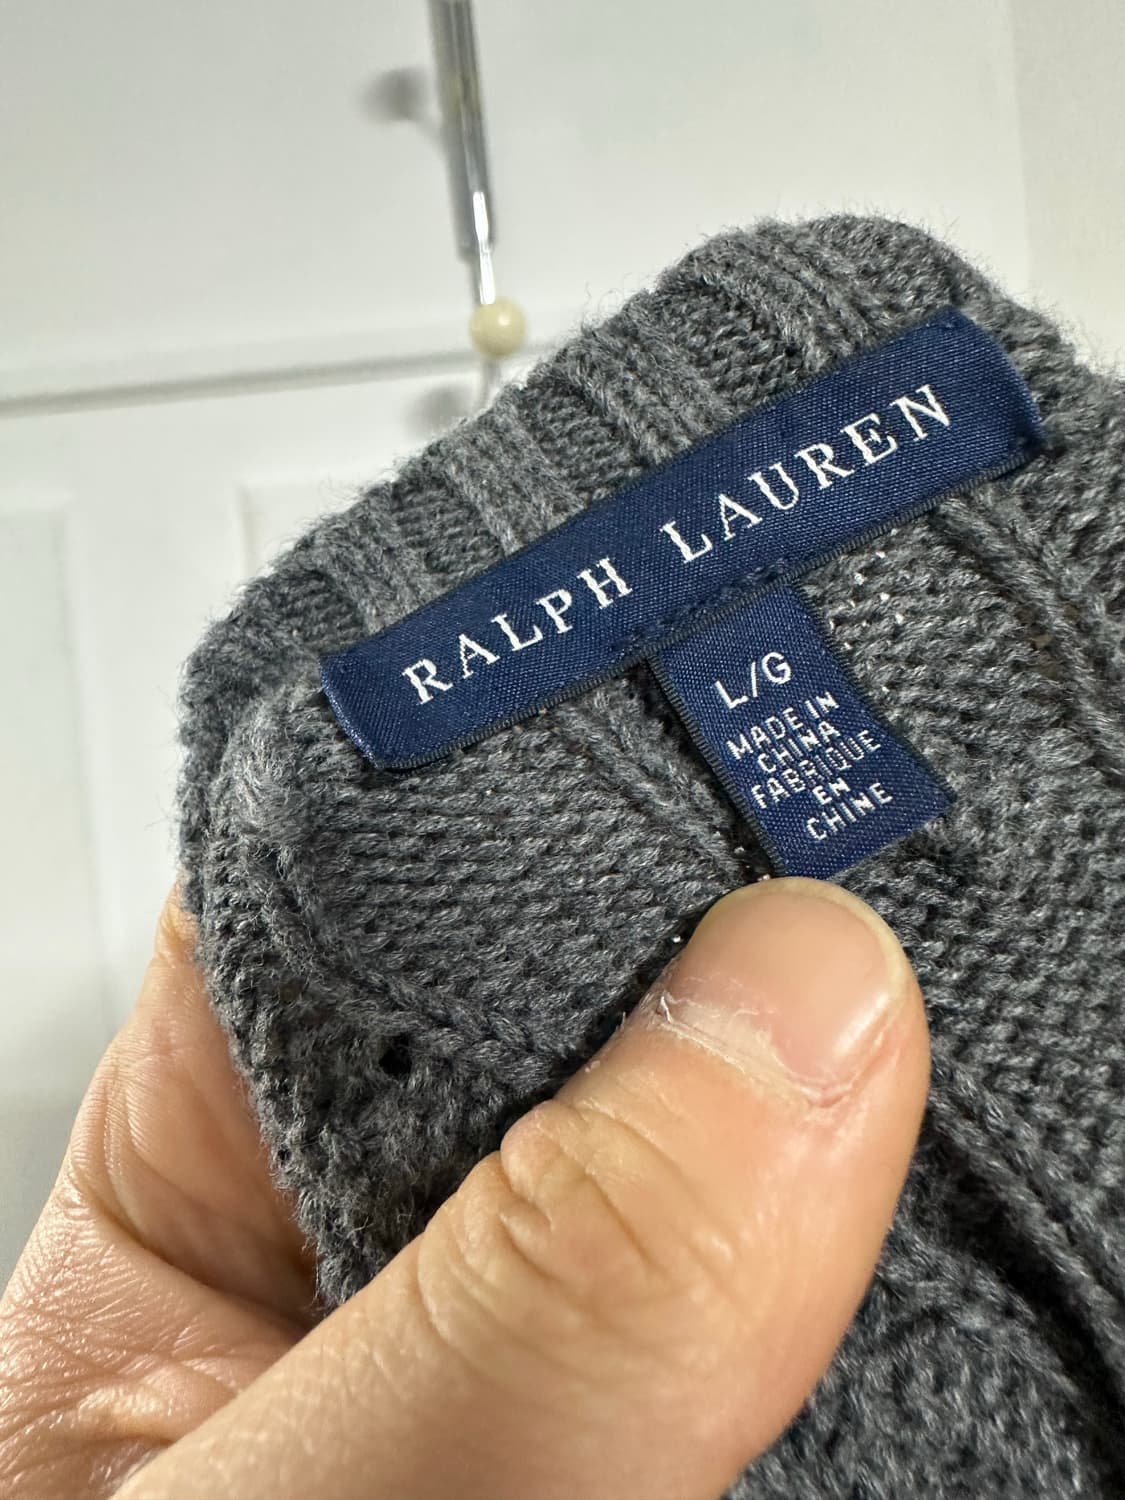 RALPH LAUREN
L/G
MADE IN
CHINA
FABRIQUE
EN
CHINE